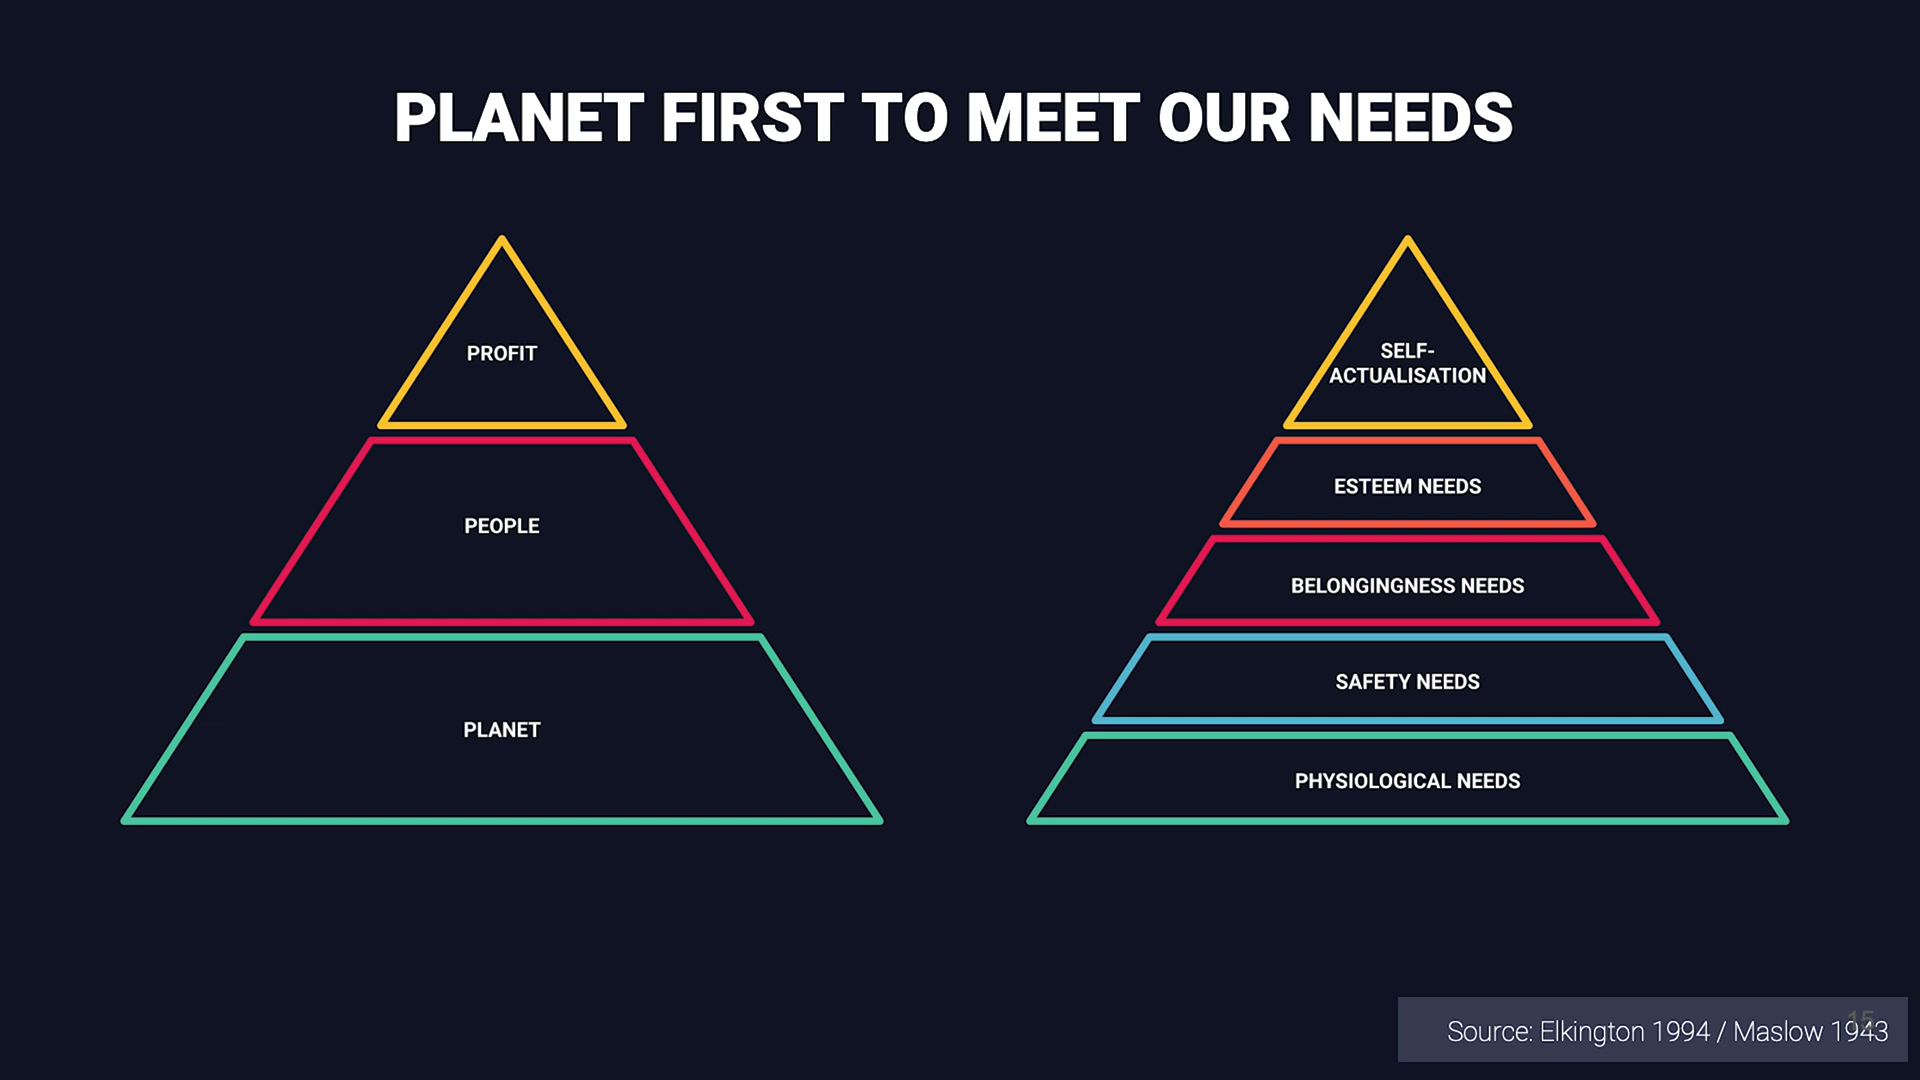 PLANET FIRST TO MEET OUR NEEDS
PROFIT
PEOPLE
PLANET
SELF-
ACTUALISATION
ESTEEM NEEDS
BELONGINGNESS NEEDS
SAFETY NEEDS
PHYSIOLOGICAL NEEDS
15
Source: Elkington 1994 / Maslow 1943